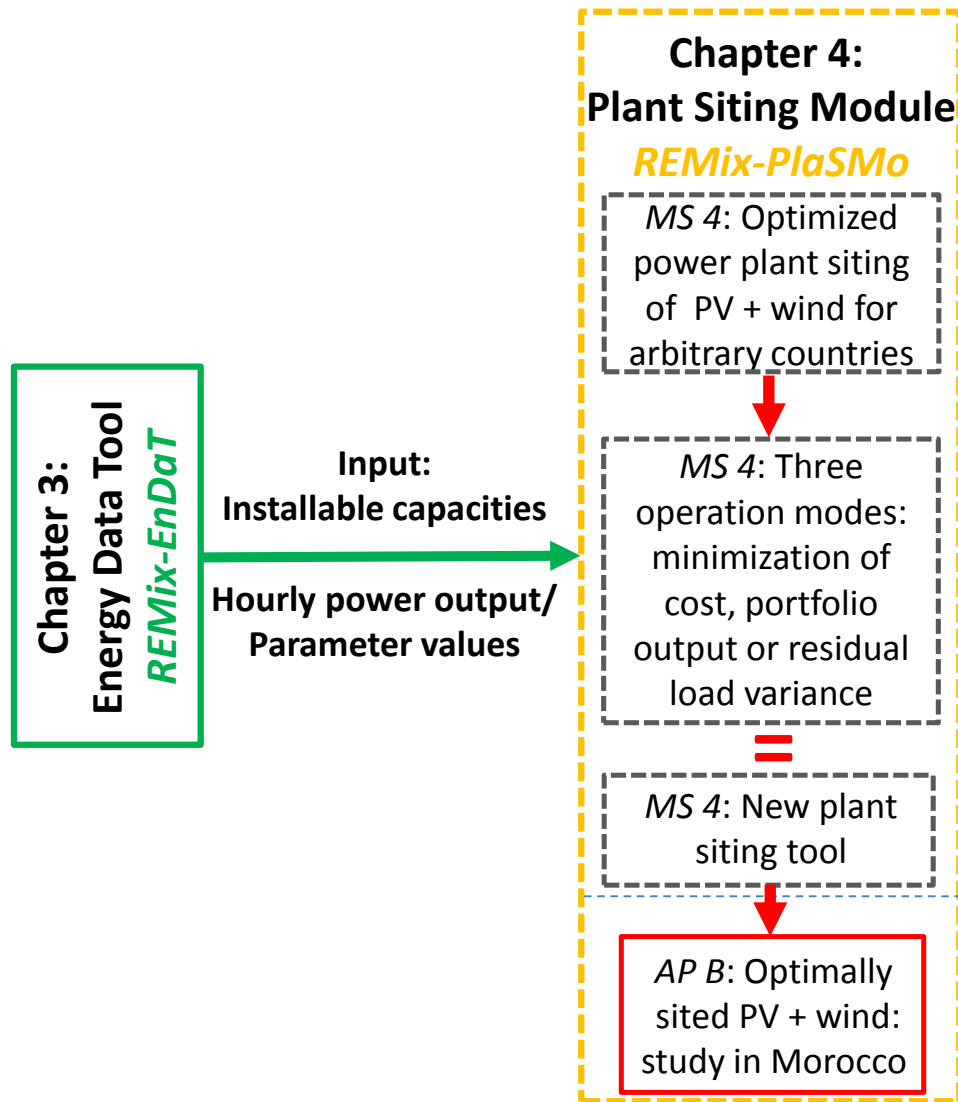 Chapter 3:
Energy Data Tool
REMix-EnDaT
Input:
Installable capacities
Hourly power output/
Parameter values
Chapter 4:
Plant Siting Module
REMix-PlaSMo
MS 4: Optimized
power plant siting
of PV + wind for
arbitrary countries
MS 4: Three
operation modes:
minimization of
cost, portfolio
output or residual
load variance
=
MS 4: New plant
siting tool
AP B: Optimally
sited PV + wind:
study in Morocco